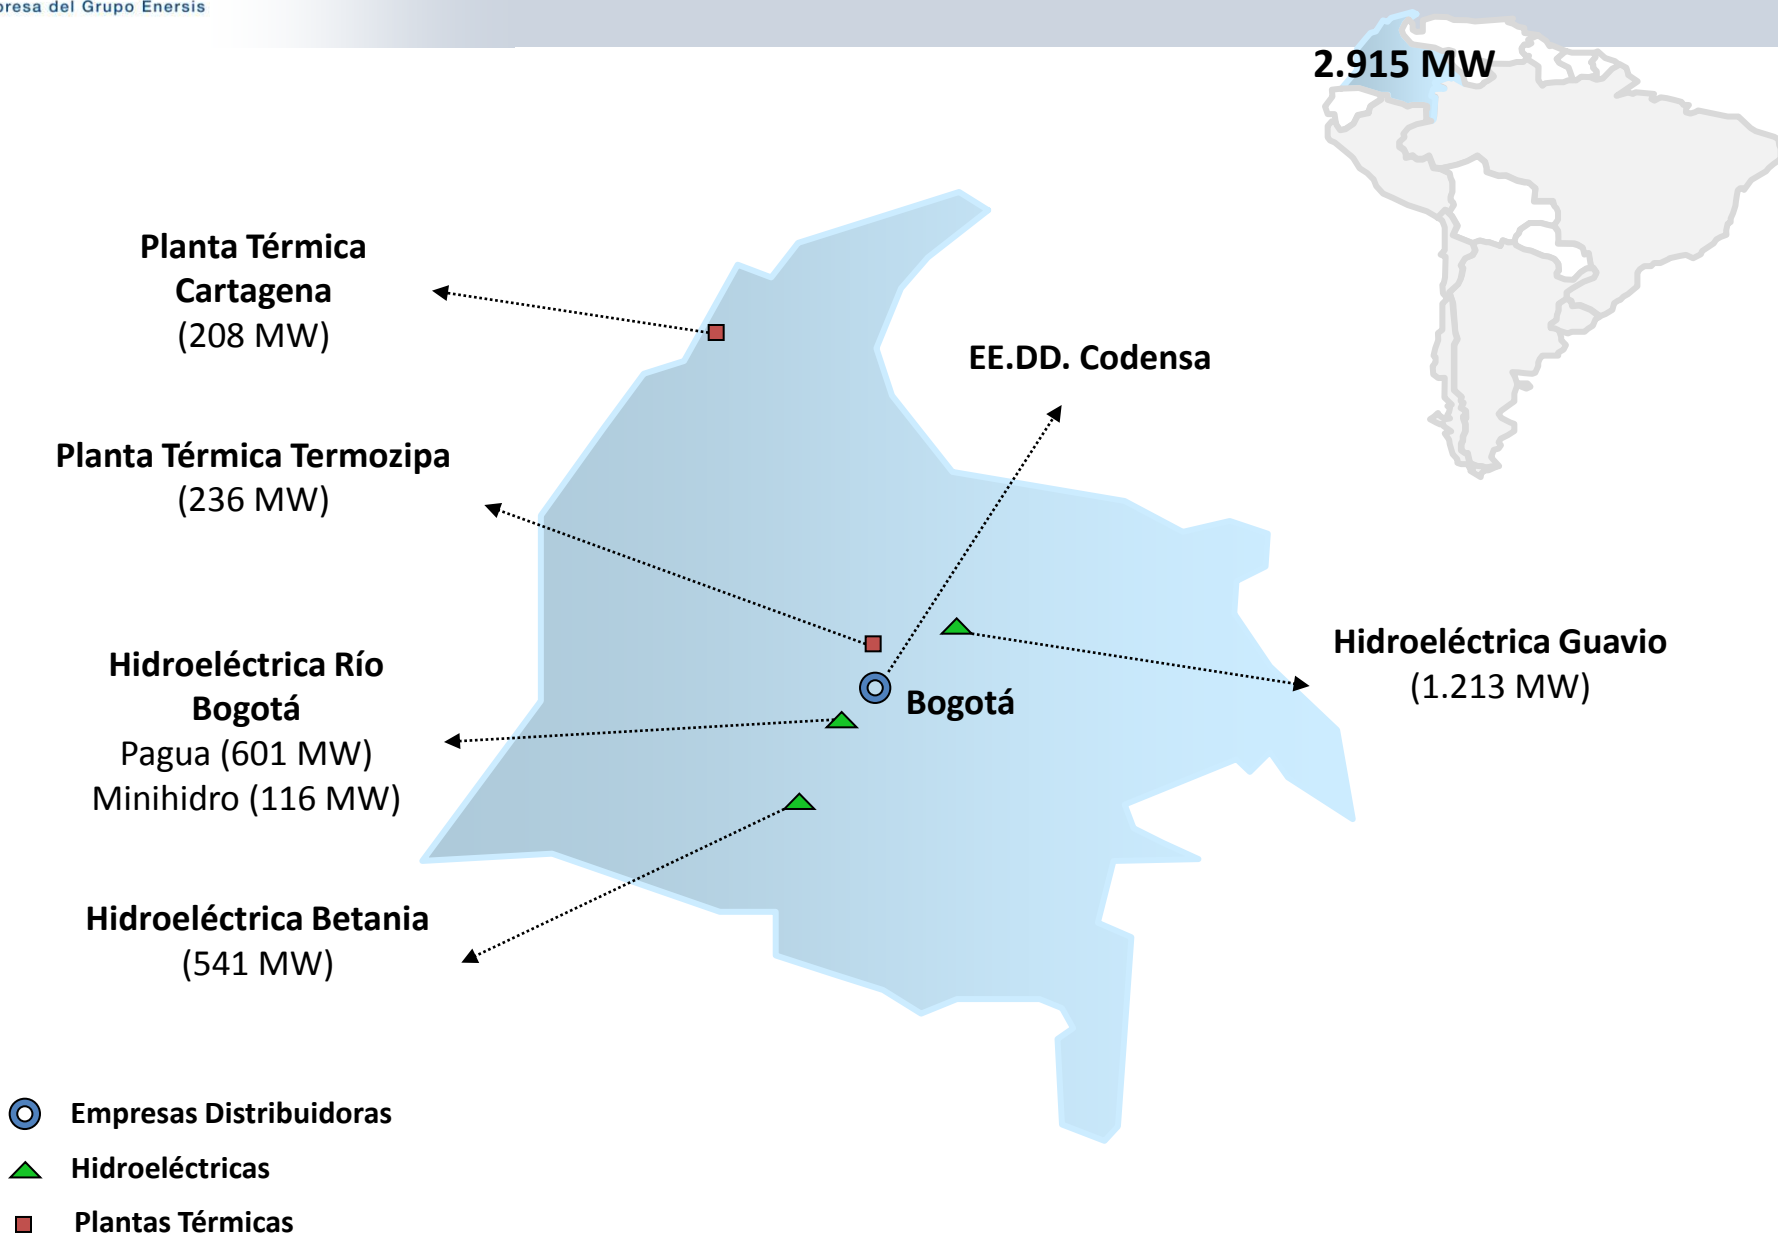 del Grupo Enersis
2.915 MW
Planta Térmica
Cartagena
(208 MW)
EE.DD. Codensa
Planta Térmica Termozipa
(236 MW)
Hidroeléctrica Guavio
(1.213 MW)
Hidroeléctrica Río
Bogotá
Pagua (601 MW)
Minihidro (116 MW)
Bogotá
Hidroeléctrica Betania
(541 MW)
Empresas Distribuidoras
Hidroeléctricas
Plantas Térmicas